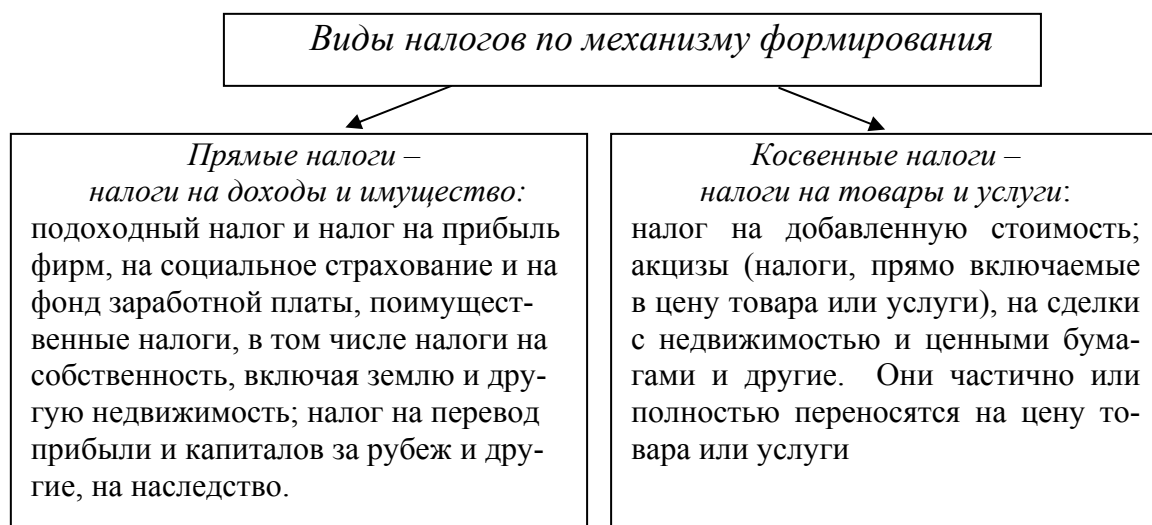 Виды налогов по механизму формирования
Прямые налоги –
налоги на доходы и имущество:
подоходный налог и налог на прибыль
фирм, на социальное страхование и на
фонд заработной платы, поимущест-
венные налоги, в том числе налоги на
собственность, включая землю и дру-
гую недвижимость; налог на перевод
прибыли и капиталов за рубеж и дру-
гие, на наследство.
Косвенные налоги –
налоги на товары и услуги:
налог на добавленную стоимость;
акцизы (налоги, прямо включаемые
в цену товара или услуги), на сделки
с недвижимостью и ценными бума-
гами и другие. Они частично или
полностью переносятся на цену то-
вара или услуги